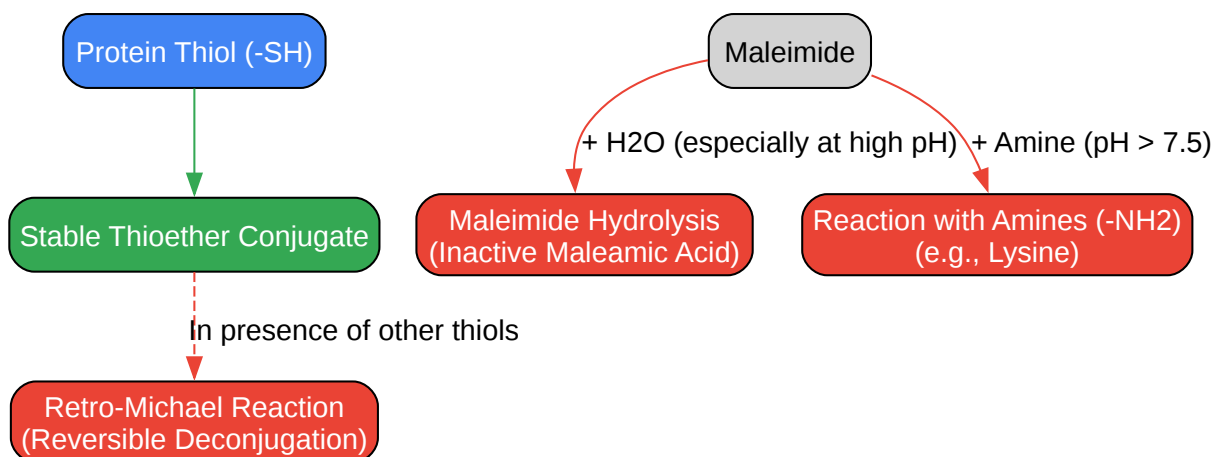 Protein Thiol (-SH)
Maleimide
+ H2O (especially at high pH)
+ Amine (pH > 7.5)
Stable Thioether Conjugate
Maleimide Hydrolysis
(Inactive Maleamic Acid)
Reaction with Amines (-NH2)
(e.g., Lysine)
In presence of other thiols
Retro-Michael Reaction
(Reversible Deconjugation)